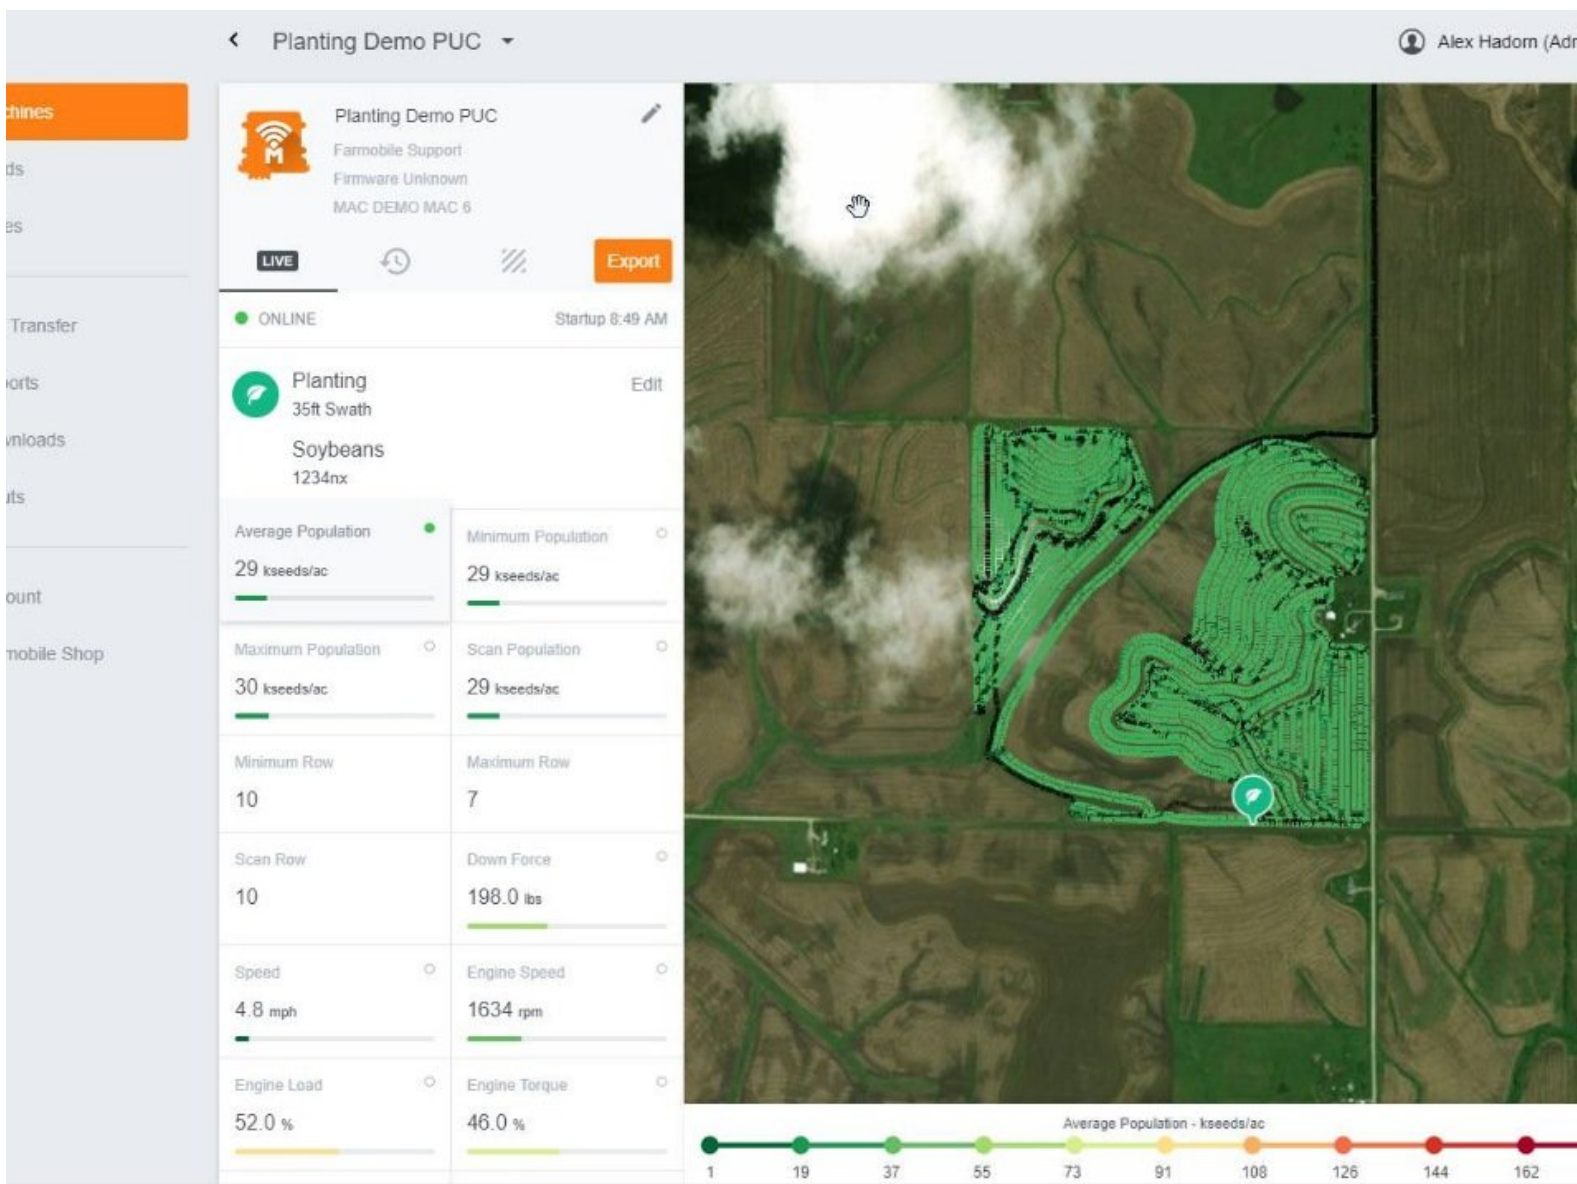 Planting Demo PUC
Alex Hadorn (Adr
chines
ds
es
Transfer
orts
wnloads
uts
ount
mobile Shop
Planting Demo PUC
Farmobile Support
Firmware Unknown
MAC DEMO MAC 6
LIVE
Export
ONLINE
Startup 8:49 AM
Planting
Edit
35ft Swath
Soybeans
1234nx
Average Population
29 kseeds/ac
Minimum Population
29 kseeds/ac
Maximum Population
30 kseeds/ac
Scan Population
29 kseeds/ac
Minimum Row
10
Maximum Row
7
Scan Row
10
Down Force
198.0 lbs
Speed
4.8 mph
Engine Speed
1634 rpm
Engine Load
52.0 %
Engine Torque
46.0 %
Average Population - kseeds/ac
1 19 37 55 73 91 108 126 144 162